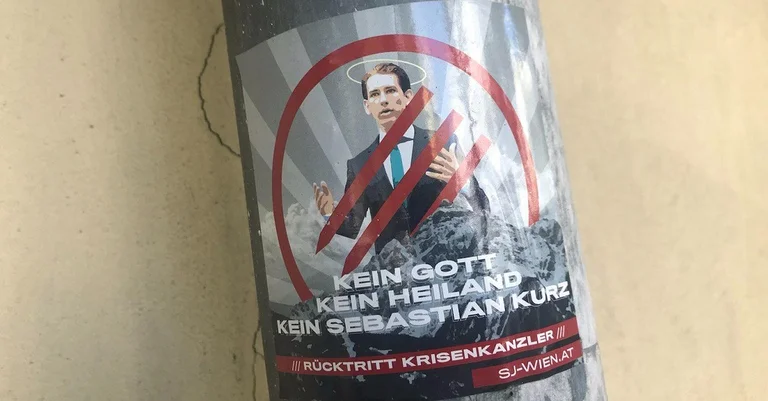 KEIN GOTT
KEIN HEILAND
KEIN SEBASTIAN KURZ
/// RÜCKTRITT KRISENKANZLER ///
SJ-WIEN.AT